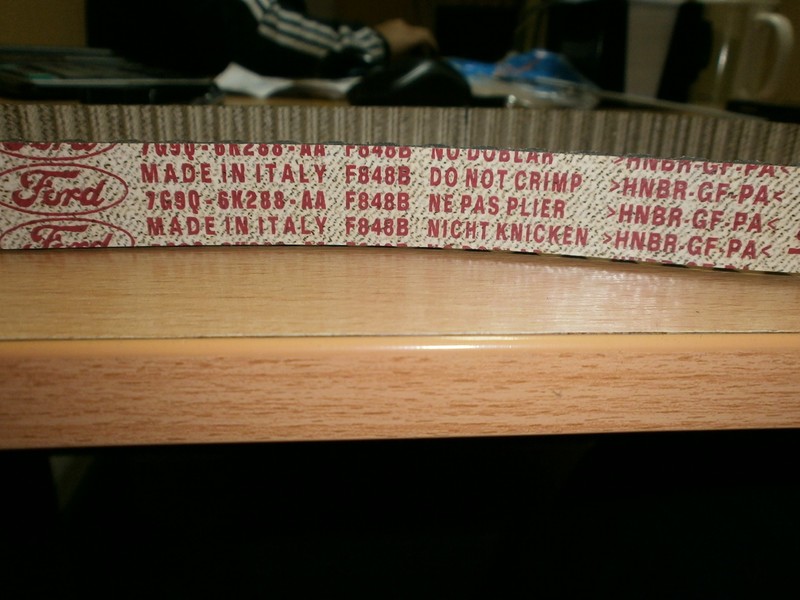 7G9Q-6K288-AA F848B NO DOBLAR >HNBR-GF-PA<
Ford MADE IN ITALY F848B DO NOT CRIMP >HNBR-GF-PA<
7G9Q-6K288-AA F848B NE PAS PLIER >HNBR-GF-PA<
Ford MADE IN ITALY F848B NICHT KNICKEN >HNBR-GF-PA<